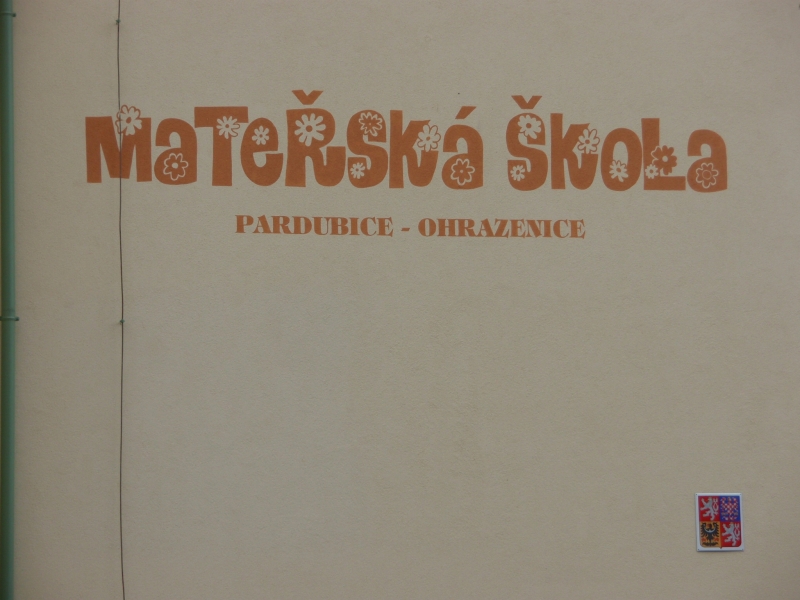 Mateřská škola
PARDUBICE - OHRAZENICE